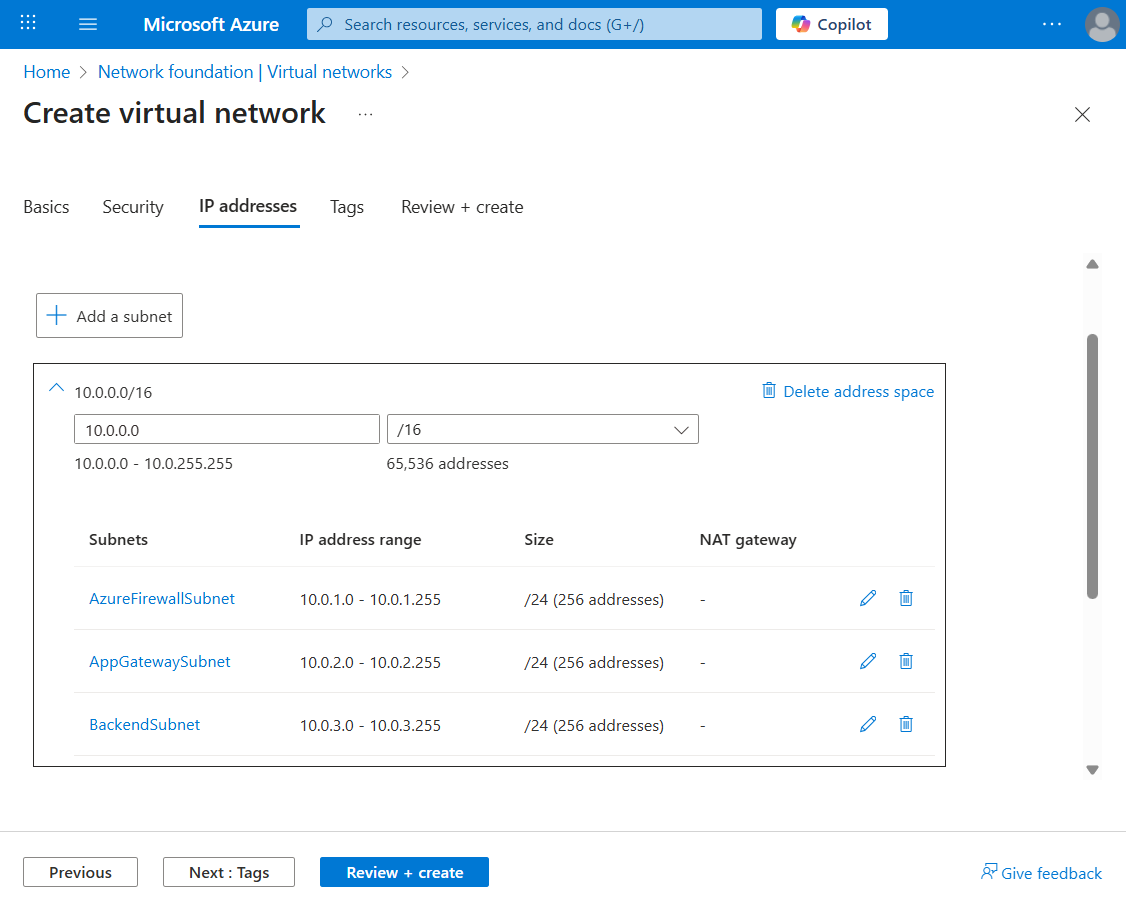 Microsoft Azure
Search resources, services, and docs (G+/)
Copilot
Home > Network foundation | Virtual networks >
Create virtual network ...
Basics Security IP addresses Tags Review + create
+ Add a subnet
10.0.0.0/16 Delete address space
10.0.0.0 /16
10.0.0.0 - 10.0.255.255 65,536 addresses
Subnets IP address range Size NAT gateway
AzureFirewallSubnet 10.0.1.0 - 10.0.1.255 /24 (256 addresses) -
AppGatewaySubnet 10.0.2.0 - 10.0.2.255 /24 (256 addresses) -
BackendSubnet 10.0.3.0 - 10.0.3.255 /24 (256 addresses) -
Previous Next : Tags Review + create Give feedback